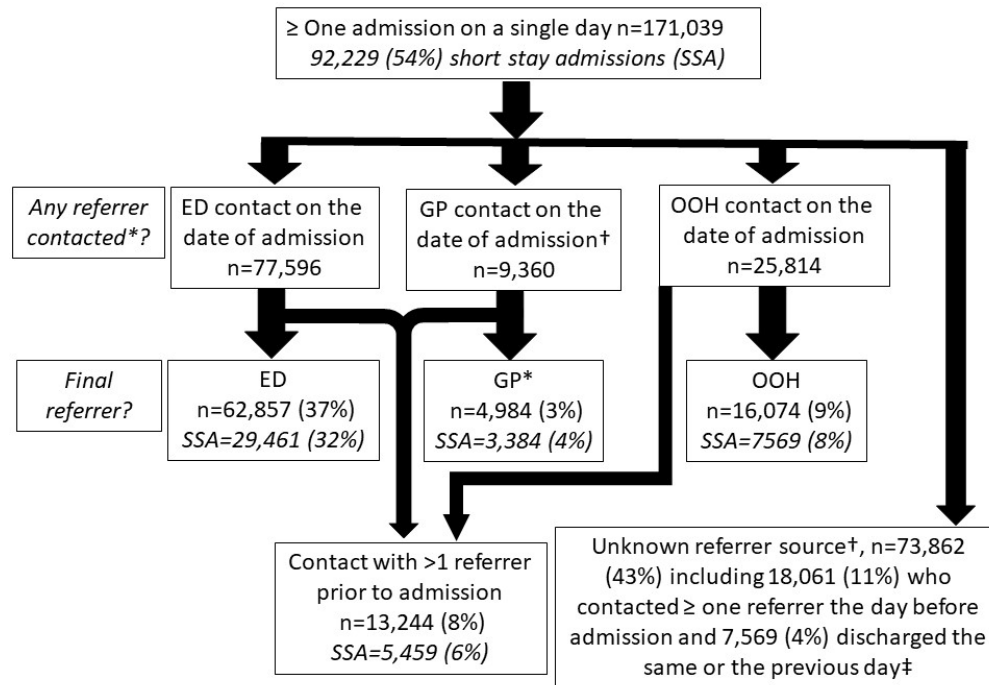 ≥ One admission on a single day n=171,039
92,229 (54%) short stay admissions (SSA)
Any referrer
contacted*?
ED contact on the
date of admission
n=77,596
GP contact on the
date of admission†
n=9,360
OOH contact on the
date of admission
n=25,814
Final
referrer?
ED
n=62,857 (37%)
SSA=29,461 (32%)
GP*
n=4,984 (3%)
SSA=3,384 (4%)
OOH
n=16,074 (9%)
SSA=7569 (8%)
Contact with >1 referrer
prior to admission
n=13,244 (8%)
SSA=5,459 (6%)
Unknown referrer source†, n=73,862
(43%) including 18,061 (11%) who
contacted ≥ one referrer the day before
admission and 7,569 (4%) discharged the
same or the previous day‡